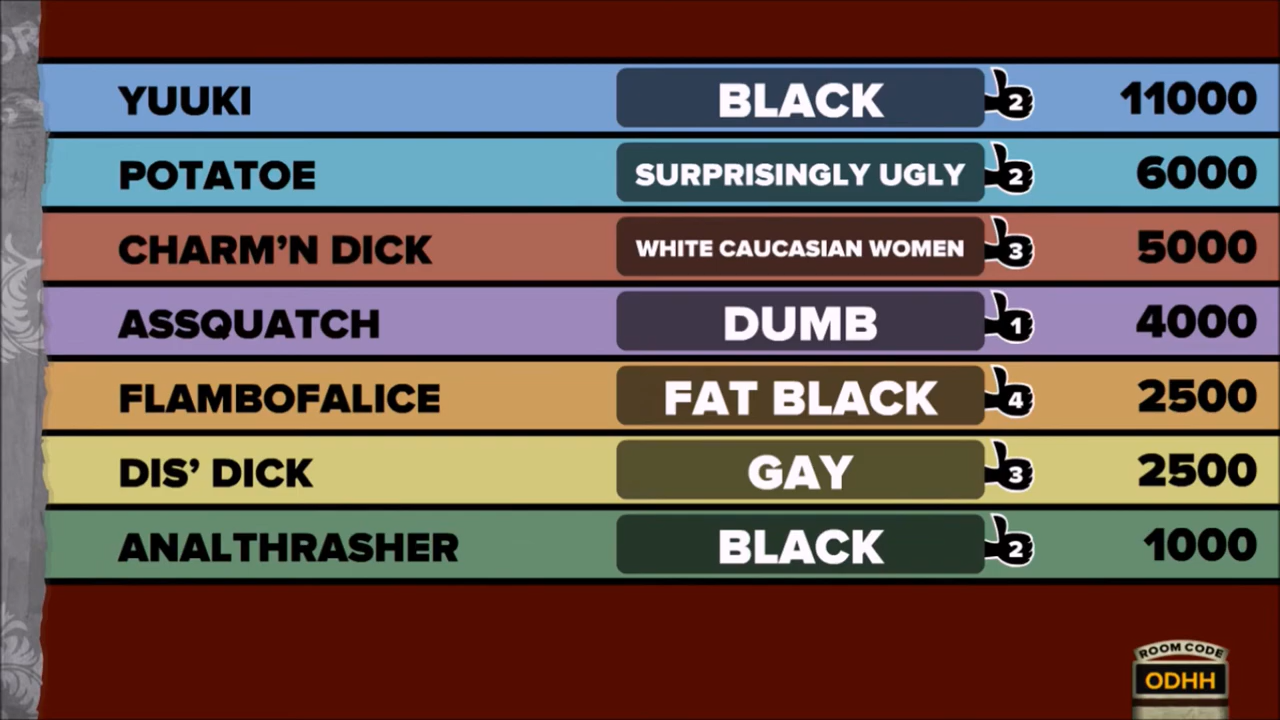 YUUKI BLACK 2 11000
POTATOE SURPRISINGLY UGLY 2 6000
CHARM'N DICK WHITE CAUCASIAN WOMEN 3 5000
ASSQUATCH DUMB 1 4000
FLAMBOFALICE FAT BLACK 4 2500
DIS' DICK GAY 3 2500
ANALTHRASHER BLACK 2 1000
ROOM CODE
ODHH